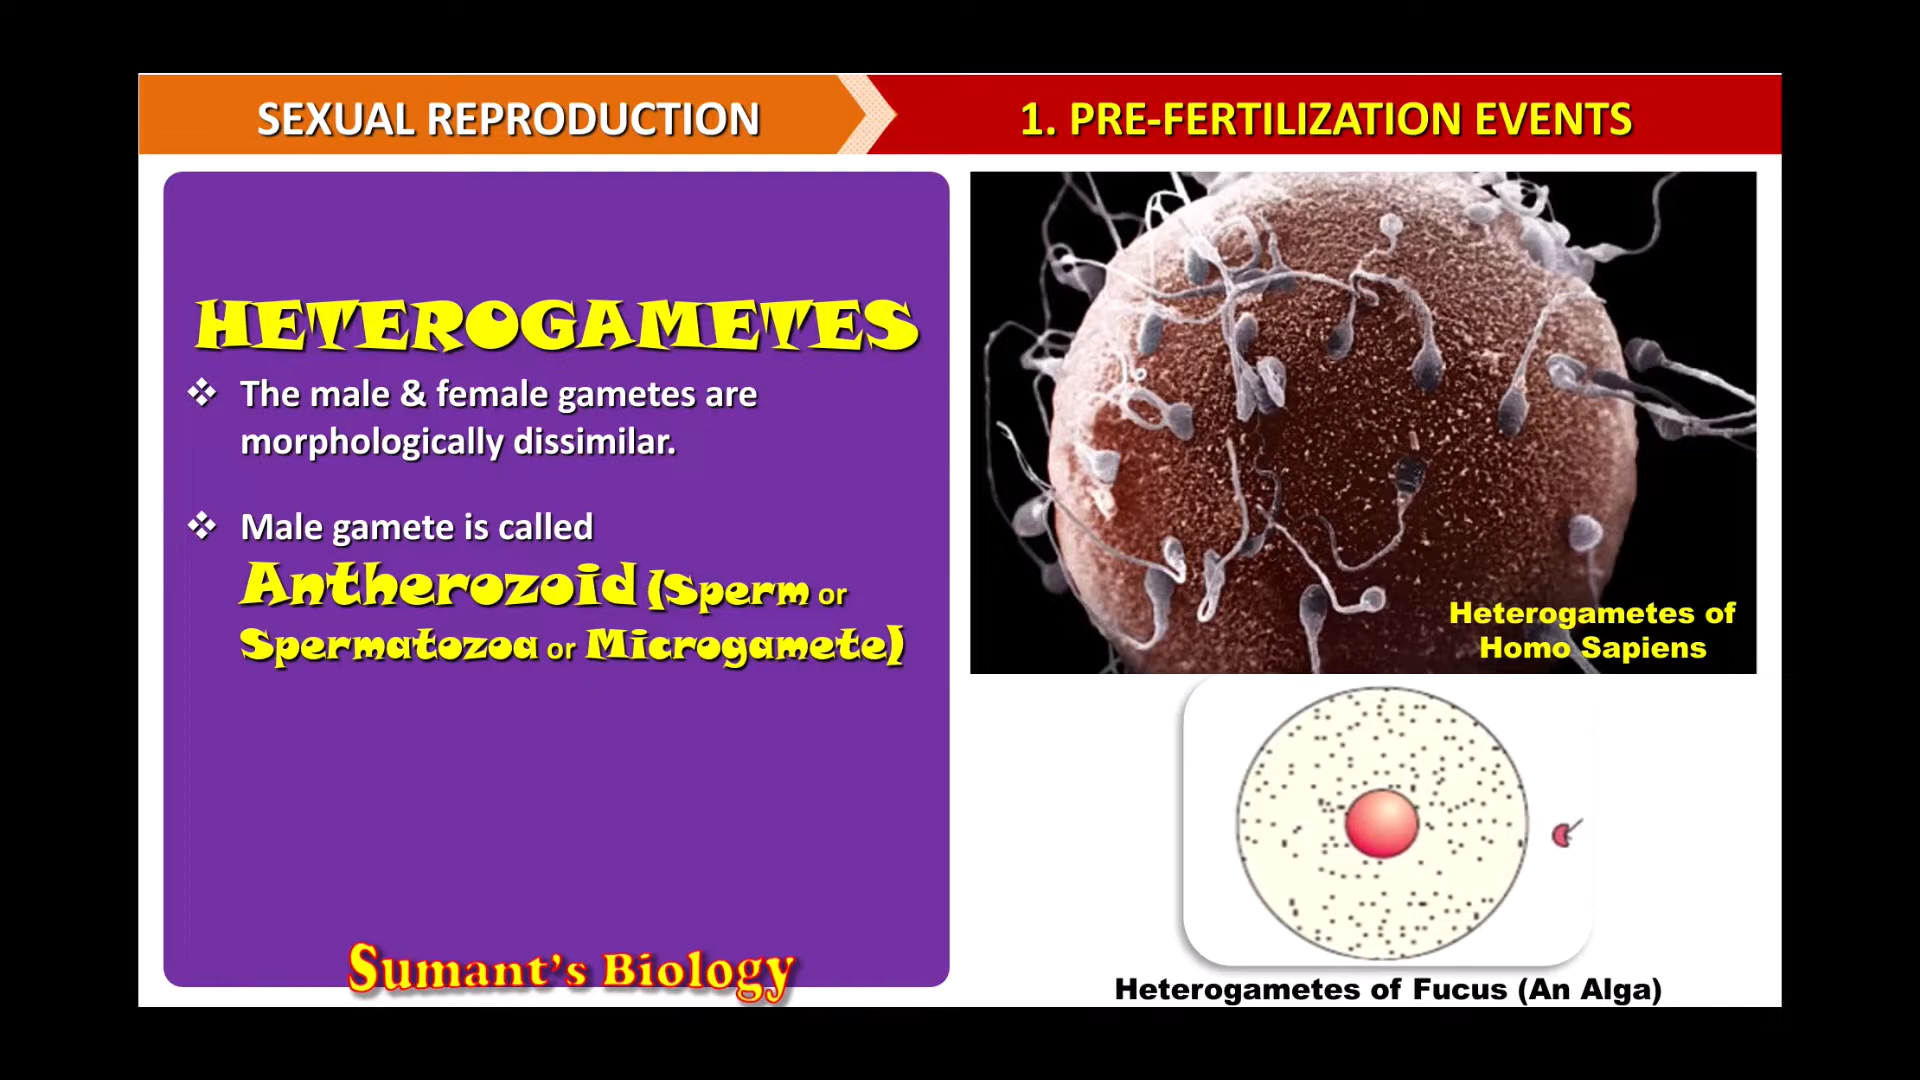 SEXUAL REPRODUCTION
1. PRE-FERTILIZATION EVENTS
HETEROGAMETES
❖ The male & female gametes are
morphologically dissimilar.
❖ Male gamete is called
Antherozoid (Sperm or
Spermatozoa or Microgamete)
Sumant's Biology
Heterogametes of
Homo Sapiens
Heterogametes of Fucus (An Alga)